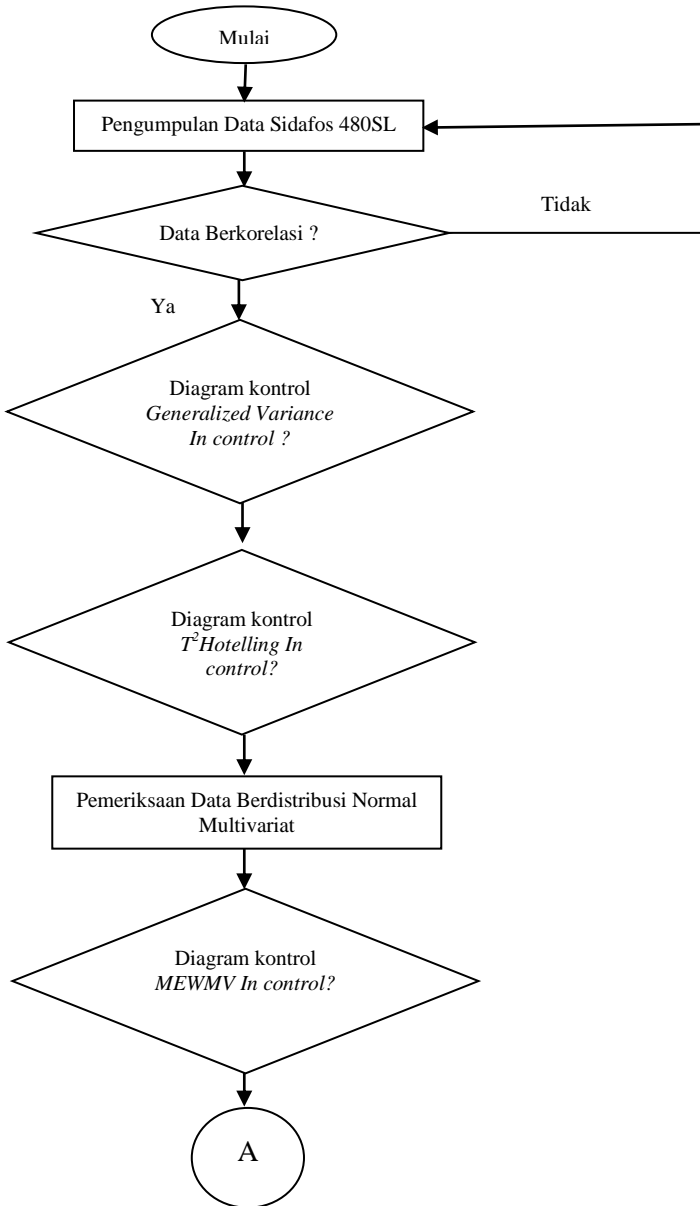 Mulai
Pengumpulan Data Sidafos 480SL
Tidak
Data Berkorelasi ?
Ya
Diagram kontrol
Generalized Variance
In control ?
Diagram kontrol
T²Hotelling In
control?
Pemeriksaan Data Berdistribusi Normal
Multivariat
Diagram kontrol
MEWMV In control?
A